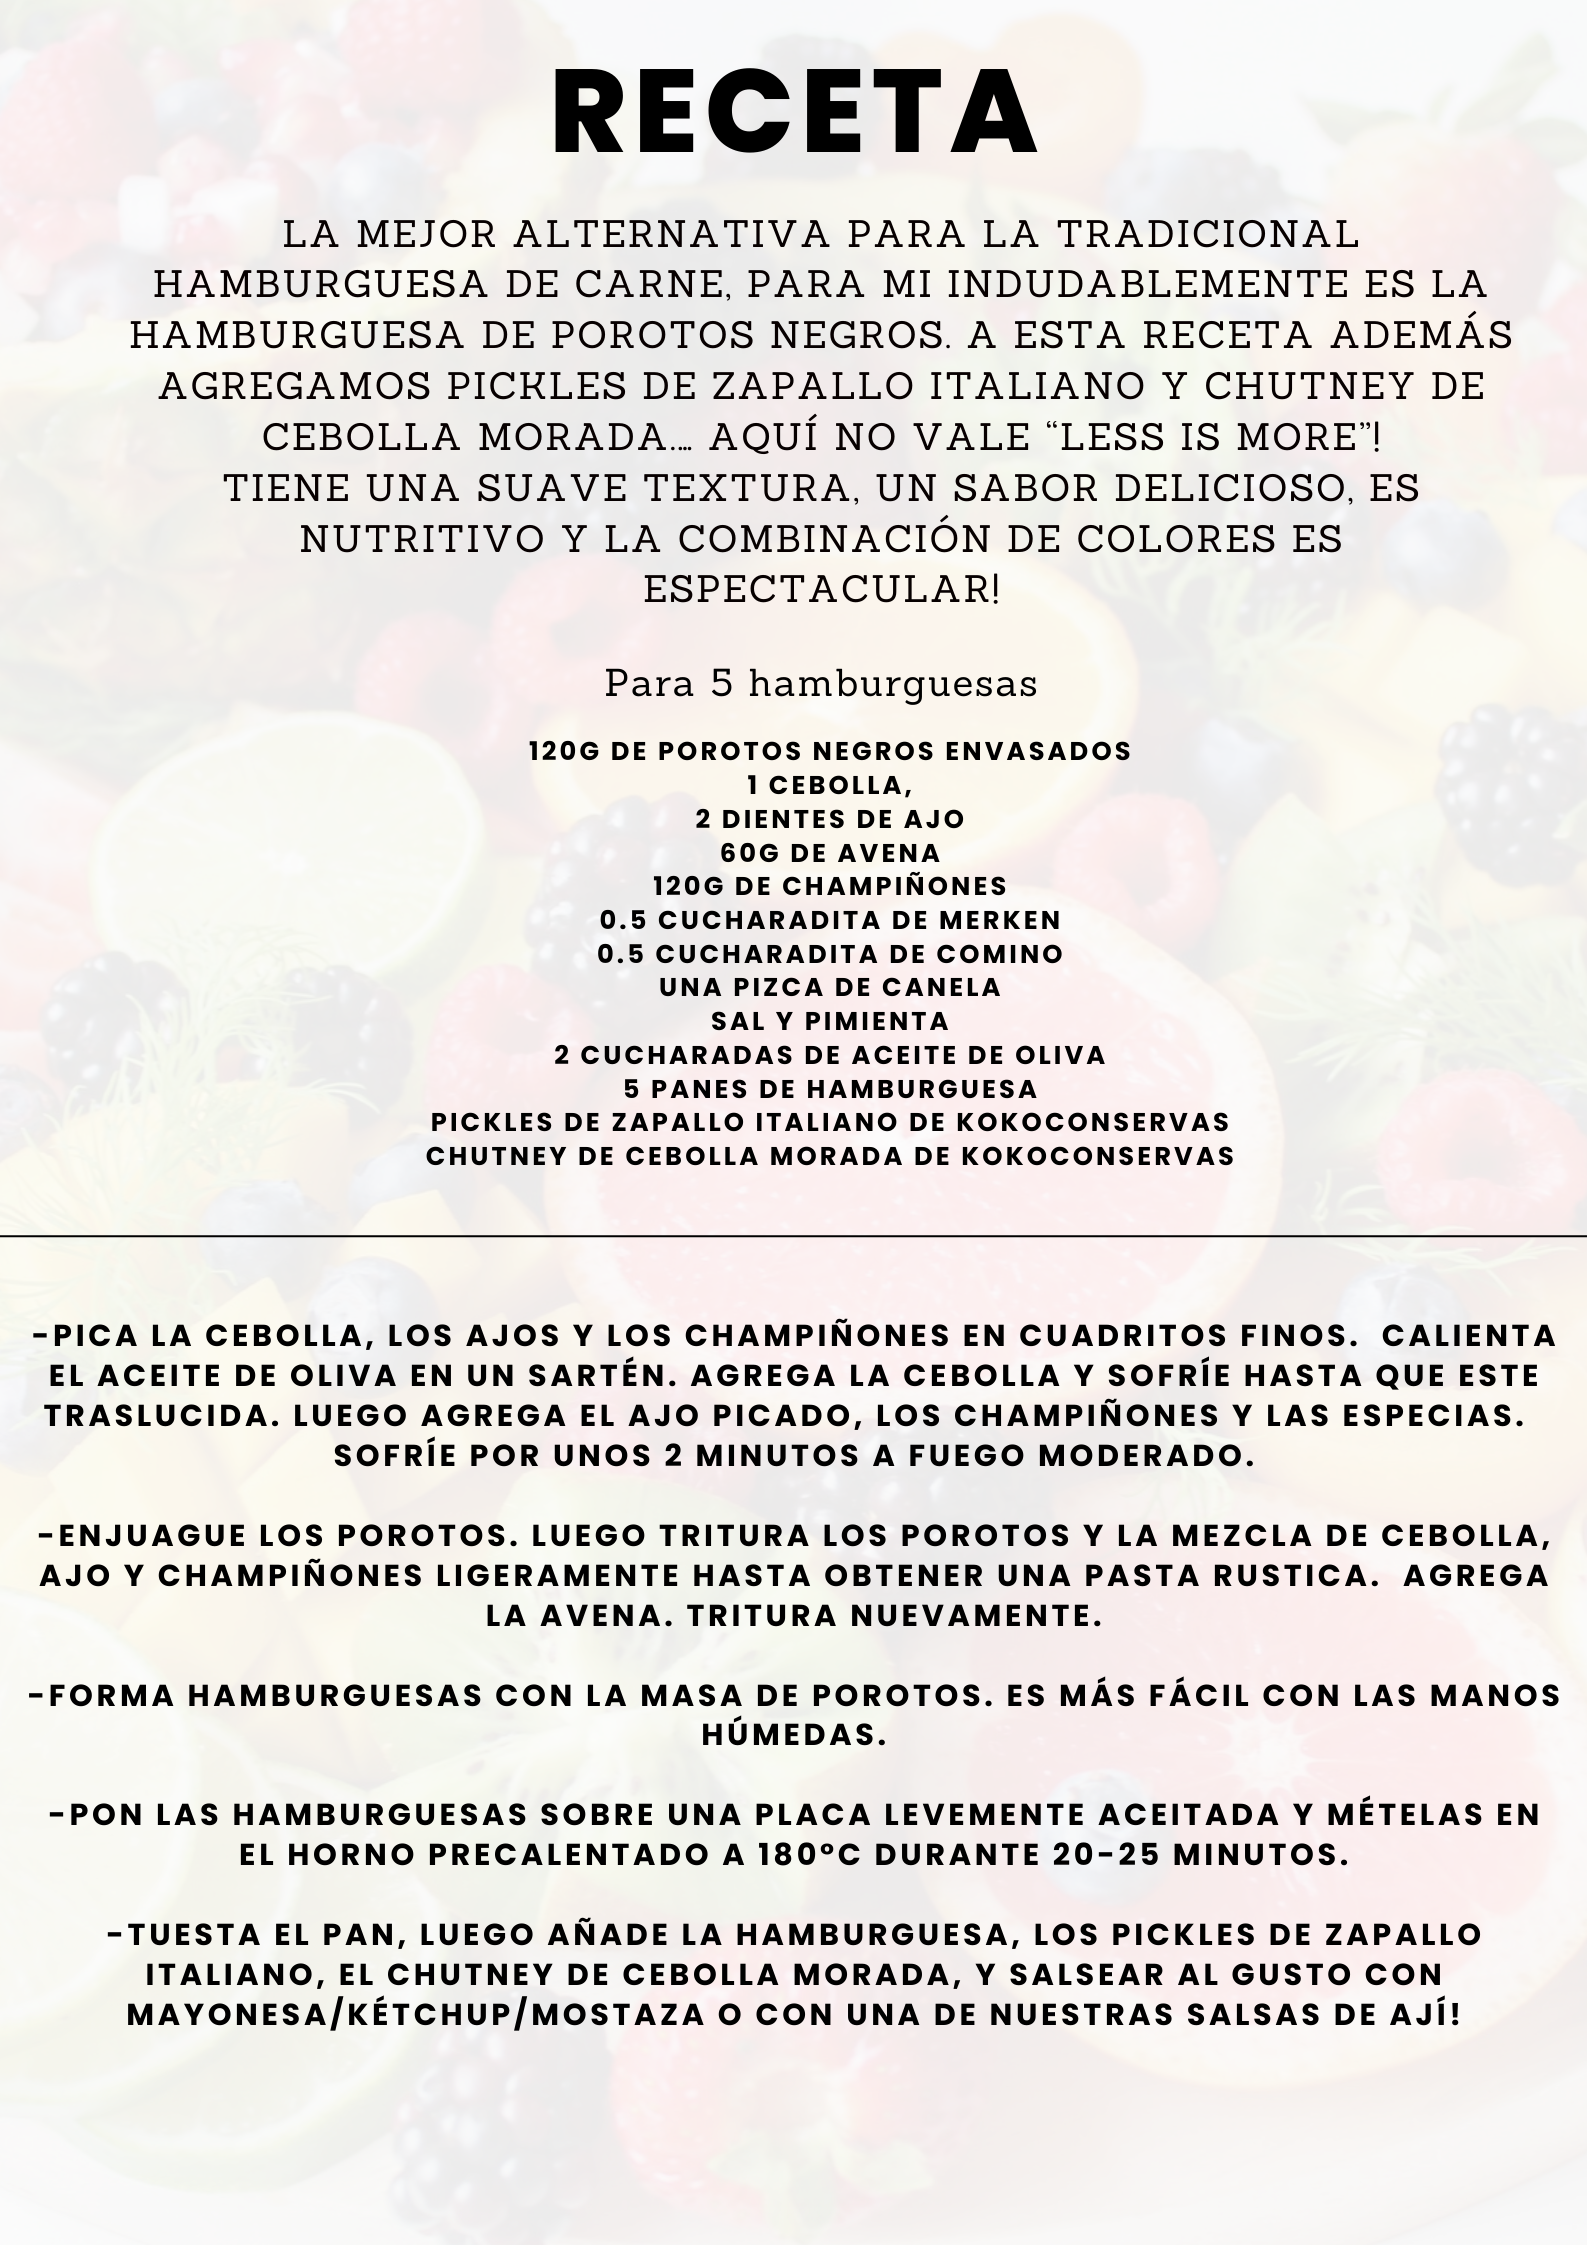 RECETA
LA MEJOR ALTERNATIVA PARA LA TRADICIONAL
HAMBURGUESA DE CARNE, PARA MI INDUDABLEMENTE ES LA
HAMBURGUESA DE POROTOS NEGROS. A ESTA RECETA ADEMÁS
AGREGAMOS PICKLES DE ZAPALLO ITALIANO Y CHUTNEY DE
CEBOLLA MORADA.… AQUÍ NO VALE “LESS IS MORE”!
TIENE UNA SUAVE TEXTURA, UN SABOR DELICIOSO, ES
NUTRITIVO Y LA COMBINACIÓN DE COLORES ES
ESPECTACULAR!
Para 5 hamburguesas
120G DE POROTOS NEGROS ENVASADOS
1 CEBOLLA,
2 DIENTES DE AJO
60G DE AVENA
120G DE CHAMPIÑONES
0.5 CUCHARADITA DE MERKEN
0.5 CUCHARADITA DE COMINO
UNA PIZCA DE CANELA
SAL Y PIMIENTA
2 CUCHARADAS DE ACEITE DE OLIVA
5 PANES DE HAMBURGUESA
PICKLES DE ZAPALLO ITALIANO DE KOKOCONSERVAS
CHUTNEY DE CEBOLLA MORADA DE KOKOCONSERVAS
-PICA LA CEBOLLA, LOS AJOS Y LOS CHAMPIÑONES EN CUADRITOS FINOS.  CALIENTA
EL ACEITE DE OLIVA EN UN SARTÉN. AGREGA LA CEBOLLA Y SOFRÍE HASTA QUE ESTE
TRASLUCIDA. LUEGO AGREGA EL AJO PICADO, LOS CHAMPIÑONES Y LAS ESPECIAS.
SOFRÍE POR UNOS 2 MINUTOS A FUEGO MODERADO.
-ENJUAGUE LOS POROTOS. LUEGO TRITURA LOS POROTOS Y LA MEZCLA DE CEBOLLA,
AJO Y CHAMPIÑONES LIGERAMENTE HASTA OBTENER UNA PASTA RUSTICA.  AGREGA
LA AVENA. TRITURA NUEVAMENTE.
-FORMA HAMBURGUESAS CON LA MASA DE POROTOS. ES MÁS FÁCIL CON LAS MANOS
HÚMEDAS.
-PON LAS HAMBURGUESAS SOBRE UNA PLACA LEVEMENTE ACEITADA Y MÉTELAS EN
EL HORNO PRECALENTADO A 180ºC DURANTE 20-25 MINUTOS.
-TUESTA EL PAN, LUEGO AÑADE LA HAMBURGUESA, LOS PICKLES DE ZAPALLO
ITALIANO, EL CHUTNEY DE CEBOLLA MORADA, Y SALSEAR AL GUSTO CON
MAYONESA/KÉTCHUP/MOSTAZA O CON UNA DE NUESTRAS SALSAS DE AJÍ!